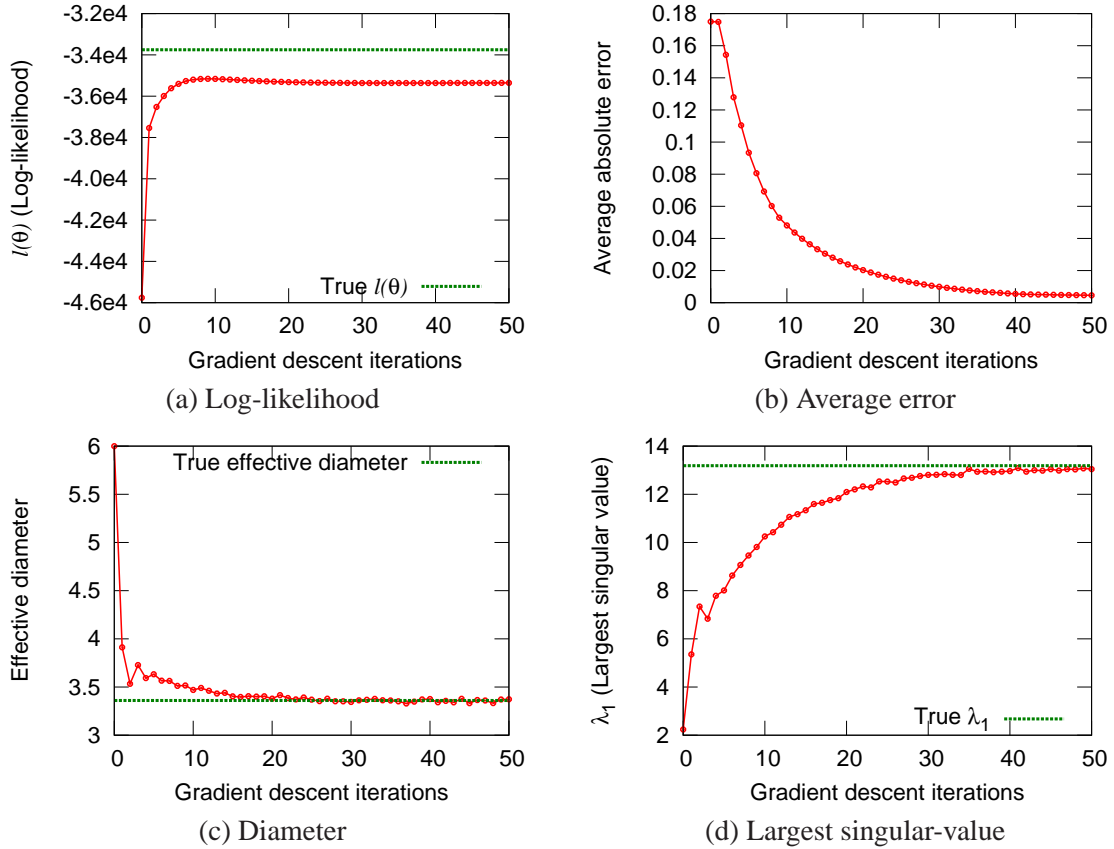 -3.2e4
-3.4e4
-3.6e4
-3.8e4
-4.0e4
-4.2e4
-4.4e4
-4.6e4
l(θ) (Log-likelihood)
True l(θ)
0 10 20 30 40 50
Gradient descent iterations
(a) Log-likelihood
0.18
0.16
0.14
0.12
0.1
0.08
0.06
0.04
0.02
0
Average absolute error
0 10 20 30 40 50
Gradient descent iterations
(b) Average error
6
5.5
5
4.5
4
3.5
3
Effective diameter
True effective diameter
0 10 20 30 40 50
Gradient descent iterations
(c) Diameter
14
12
10
8
6
4
2
λ₁ (Largest singular value)
True λ₁
0 10 20 30 40 50
Gradient descent iterations
(d) Largest singular-value